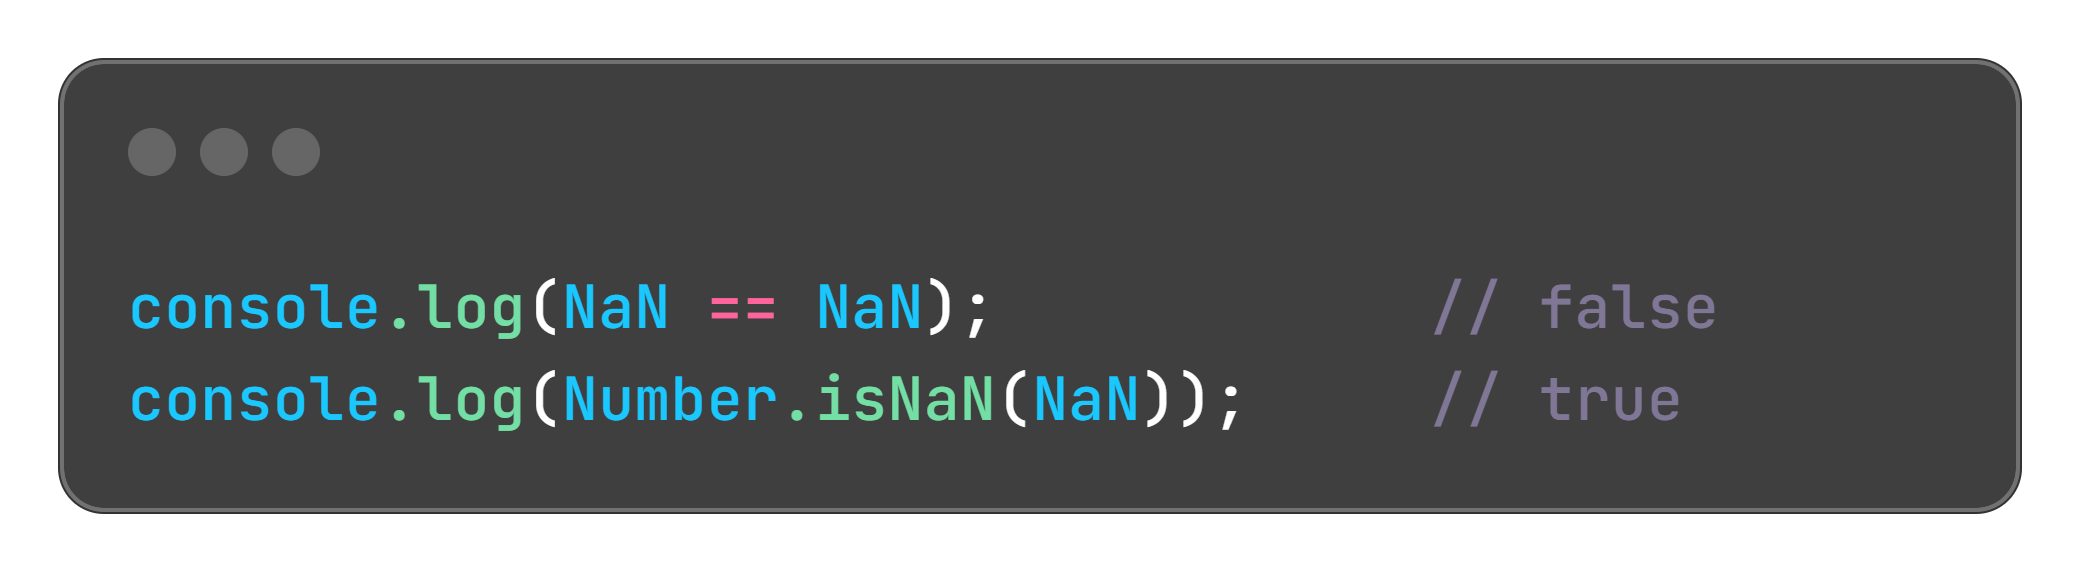 console.log(NaN == NaN);             // false
console.log(Number.isNaN(NaN));      // true